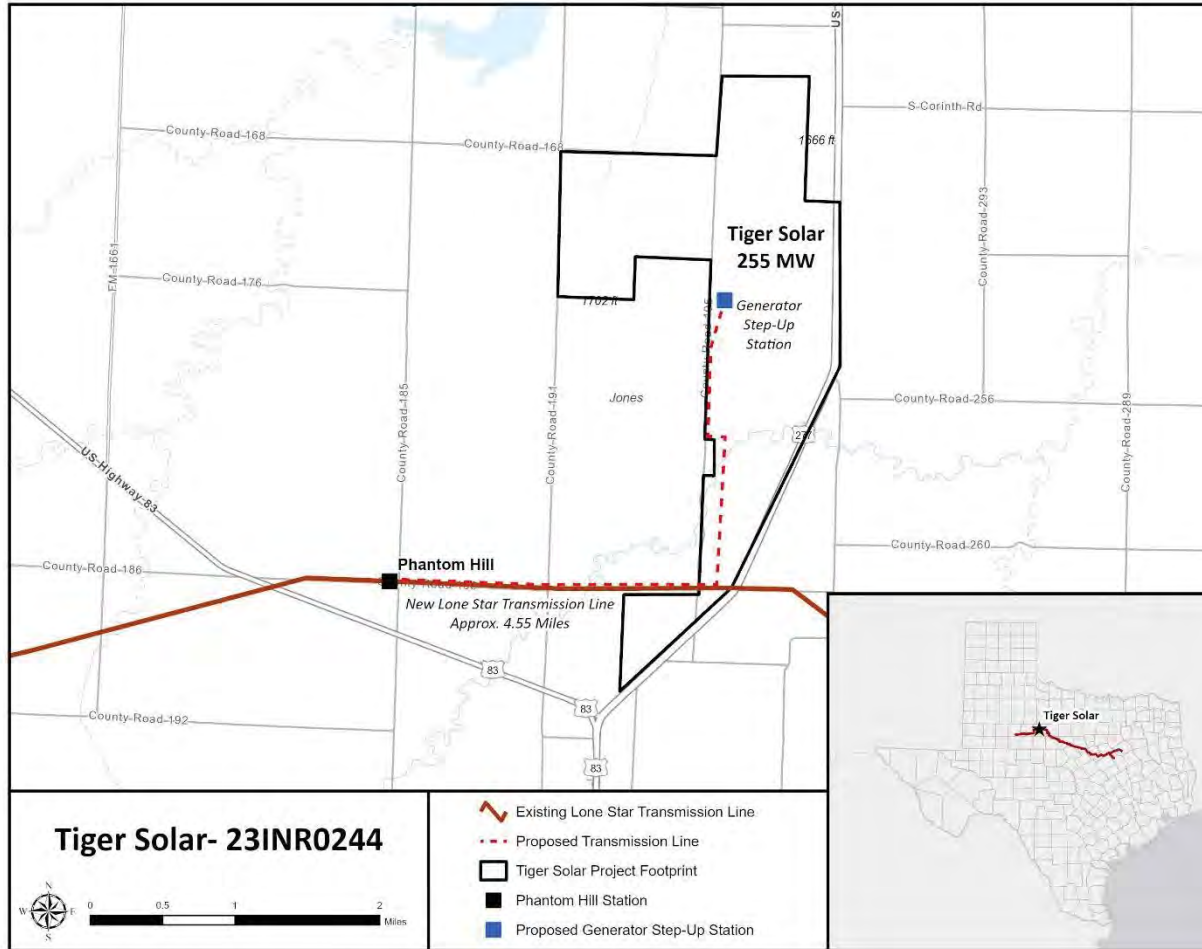 US
S Corinth Rd
County-Road-168
County-Road-168
1666 ft
County-Road-293
Tiger Solar
255 MW
FM-1661
County-Road-176
1702 ft
Generator
Step-Up
Station
County-Road-185
County-Road-191
Jones
County-Road-256
County-Road-289
277
US-Highway-83
County-Road-260
Phantom Hill
County-Road-186
New Lone Star Transmission Line
Approx. 4.55 Miles
83
83
County-Road-192
83
Tiger Solar
Tiger Solar- 23INR0244
N
W E
S
0 0.5 1 2
Miles
Existing Lone Star Transmission Line
Proposed Transmission Line
Tiger Solar Project Footprint
Phantom Hill Station
Proposed Generator Step-Up Station